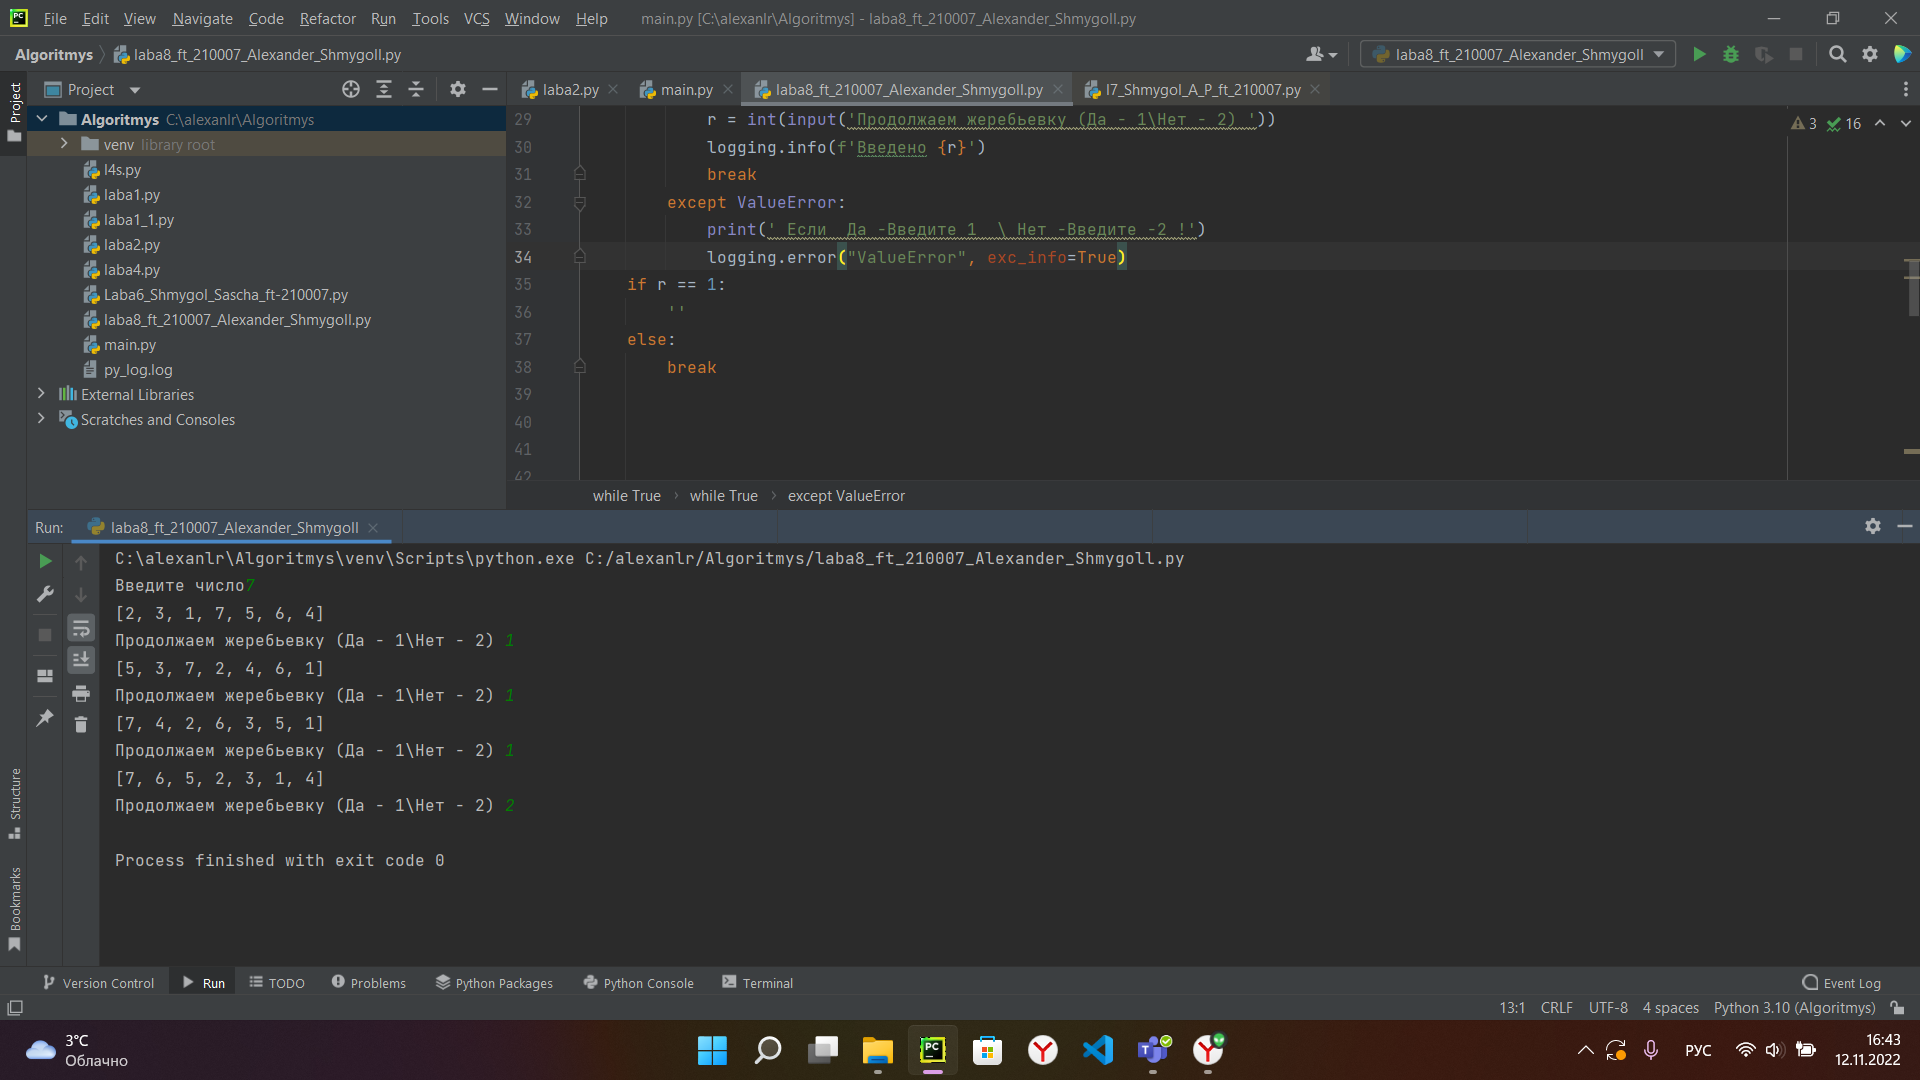 File Edit View Navigate Code Refactor Run Tools VCS Window Help main.py [C:\alexanlr\Algoritmys] - laba8_ft_210007_Alexander_Shmygoll.py
Algoritmys laba8_ft_210007_Alexander_Shmygoll.py laba8_ft_210007_Alexander_Shmygoll
Project
Project
laba2.py main.py laba8_ft_210007_Alexander_Shmygoll.py l7_Shmygol_A_P_ft_210007.py
Algoritmys C:\alexanlr\Algoritmys
venv library root
l4s.py
laba1.py
laba1_1.py
laba2.py
laba4.py
Laba6_Shmygol_Sascha_ft-210007.py
laba8_ft_210007_Alexander_Shmygoll.py
main.py
py_log.log
External Libraries
Scratches and Consoles
3 16
29 r = int(input('Продолжаем жеребьевку (Да - 1\Нет - 2) '))
30 logging.info(f'Введено {r}')
31 break
32 except ValueError:
33 print(' Если  Да -Введите 1  \ Нет -Введите -2 !')
34 logging.error("ValueError", exc_info=True)
35 if r == 1:
36 ''
37 else:
38 break
39
40
41
42
while True while True except ValueError
Run: laba8_ft_210007_Alexander_Shmygoll
C:\alexanlr\Algoritmys\venv\Scripts\python.exe C:/alexanlr/Algoritmys/laba8_ft_210007_Alexander_Shmygoll.py
Введите число7
[2, 3, 1, 7, 5, 6, 4]
Продолжаем жеребьевку (Да - 1\Нет - 2) 1
[5, 3, 7, 2, 4, 6, 1]
Продолжаем жеребьевку (Да - 1\Нет - 2) 1
[7, 4, 2, 6, 3, 5, 1]
Продолжаем жеребьевку (Да - 1\Нет - 2) 1
[7, 6, 5, 2, 3, 1, 4]
Продолжаем жеребьевку (Да - 1\Нет - 2) 2
Process finished with exit code 0
Structure
Bookmarks
Version Control Run TODO Problems Python Packages Python Console Terminal Event Log
13:1 CRLF UTF-8 4 spaces Python 3.10 (Algoritmys)
3°C
Облачно
РУС
16:43
12.11.2022